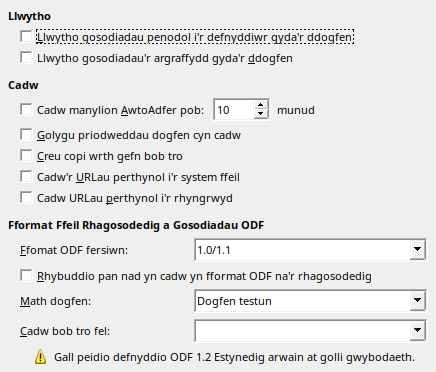 Llwytho
Llwytho gosodiadau penodol i'r defnyddiwr gyda'r ddogfen
Llwytho gosodiadau'r argraffydd gyda'r ddogfen
Cadw
Cadw manylion AwtoAdfer pob: 10 munud
Golygu priodweddau dogfen cyn cadw
Creu copi wrth gefn bob tro
Cadw'r URLau perthynol i'r system ffeil
Cadw URLau perthynol i'r rhyngrwyd
Fformat Ffeil Rhagosodedig a Gosodiadau ODF
Ffomat ODF fersiwn: 1.0/1.1
Rhybuddio pan nad yn cadw yn fformat ODF na'r rhagosodedig
Math dogfen: Dogfen testun
Cadw bob tro fel:
Gall peidio defnyddio ODF 1.2 Estynedig arwain at golli gwybodaeth.